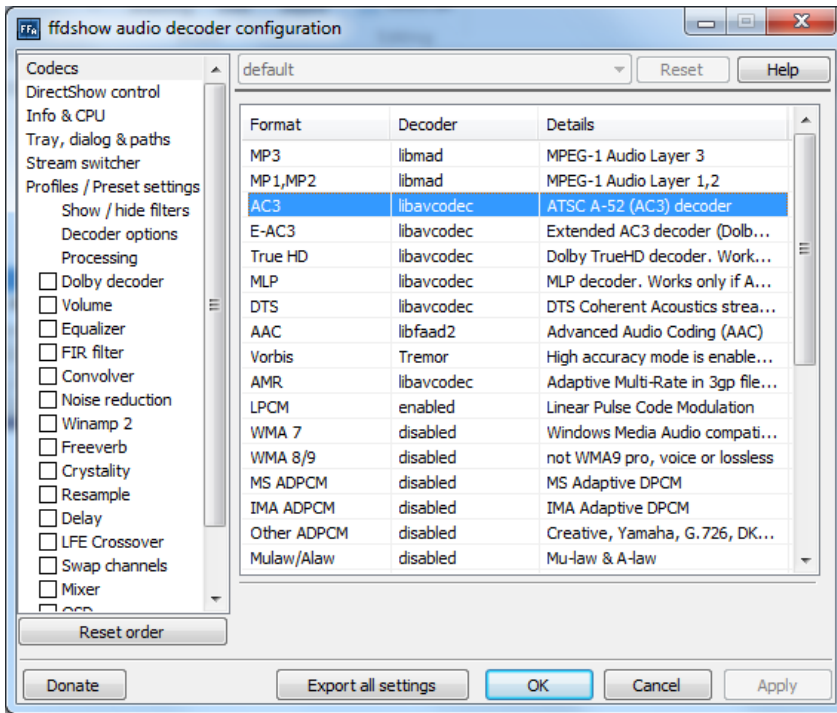 ffdshow audio decoder configuration
Codecs
DirectShow control
Info & CPU
Tray, dialog & paths
Stream switcher
Profiles / Preset settings
Show / hide filters
Decoder options
Processing
Dolby decoder
Volume
Equalizer
FIR filter
Convolver
Noise reduction
Winamp 2
Freeverb
Crystality
Resample
Delay
LFE Crossover
Swap channels
Mixer
Reset order
default Reset Help
Format Decoder Details
MP3 libmad MPEG-1 Audio Layer 3
MP1,MP2 libmad MPEG-1 Audio Layer 1,2
AC3 libavcodec ATSC A-52 (AC3) decoder
E-AC3 libavcodec Extended AC3 decoder (Dolb...
True HD libavcodec Dolby TrueHD decoder. Work...
MLP libavcodec MLP decoder. Works only if A...
DTS libavcodec DTS Coherent Acoustics strea...
AAC libfaad2 Advanced Audio Coding (AAC)
Vorbis Tremor High accuracy mode is enable...
AMR libavcodec Adaptive Multi-Rate in 3gp file...
LPCM enabled Linear Pulse Code Modulation
WMA 7 disabled Windows Media Audio compati...
WMA 8/9 disabled not WMA9 pro, voice or lossless
MS ADPCM disabled MS Adaptive DPCM
IMA ADPCM disabled IMA Adaptive DPCM
Other ADPCM disabled Creative, Yamaha, G.726, DK...
Mulaw/Alaw disabled Mu-law & A-law
Donate Export all settings OK Cancel Apply